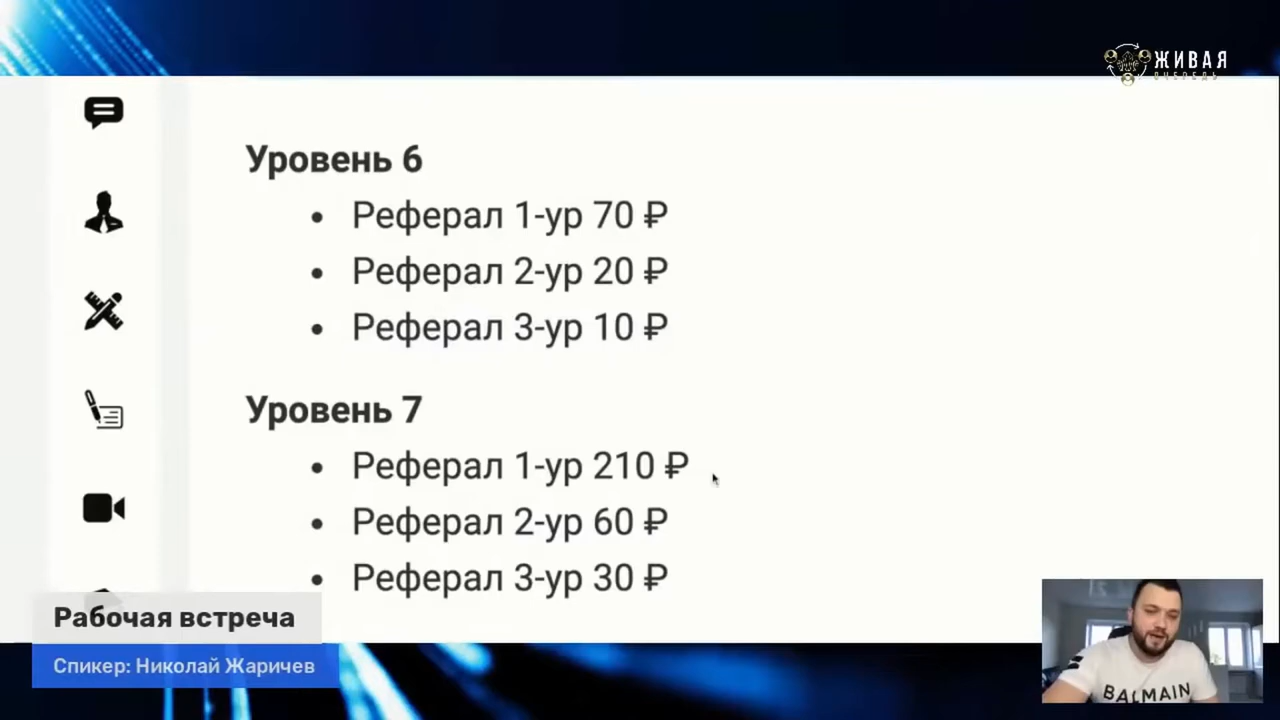 ЖИВАЯ
ОЧЕРЕДЬ
Уровень 6
• Реферал 1-ур 70 ₽
• Реферал 2-ур 20 ₽
• Реферал 3-ур 10 ₽
Уровень 7
• Реферал 1-ур 210 ₽
• Реферал 2-ур 60 ₽
• Реферал 3-ур 30 ₽
Рабочая встреча
Спикер: Николай Жаричев
BALMAIN